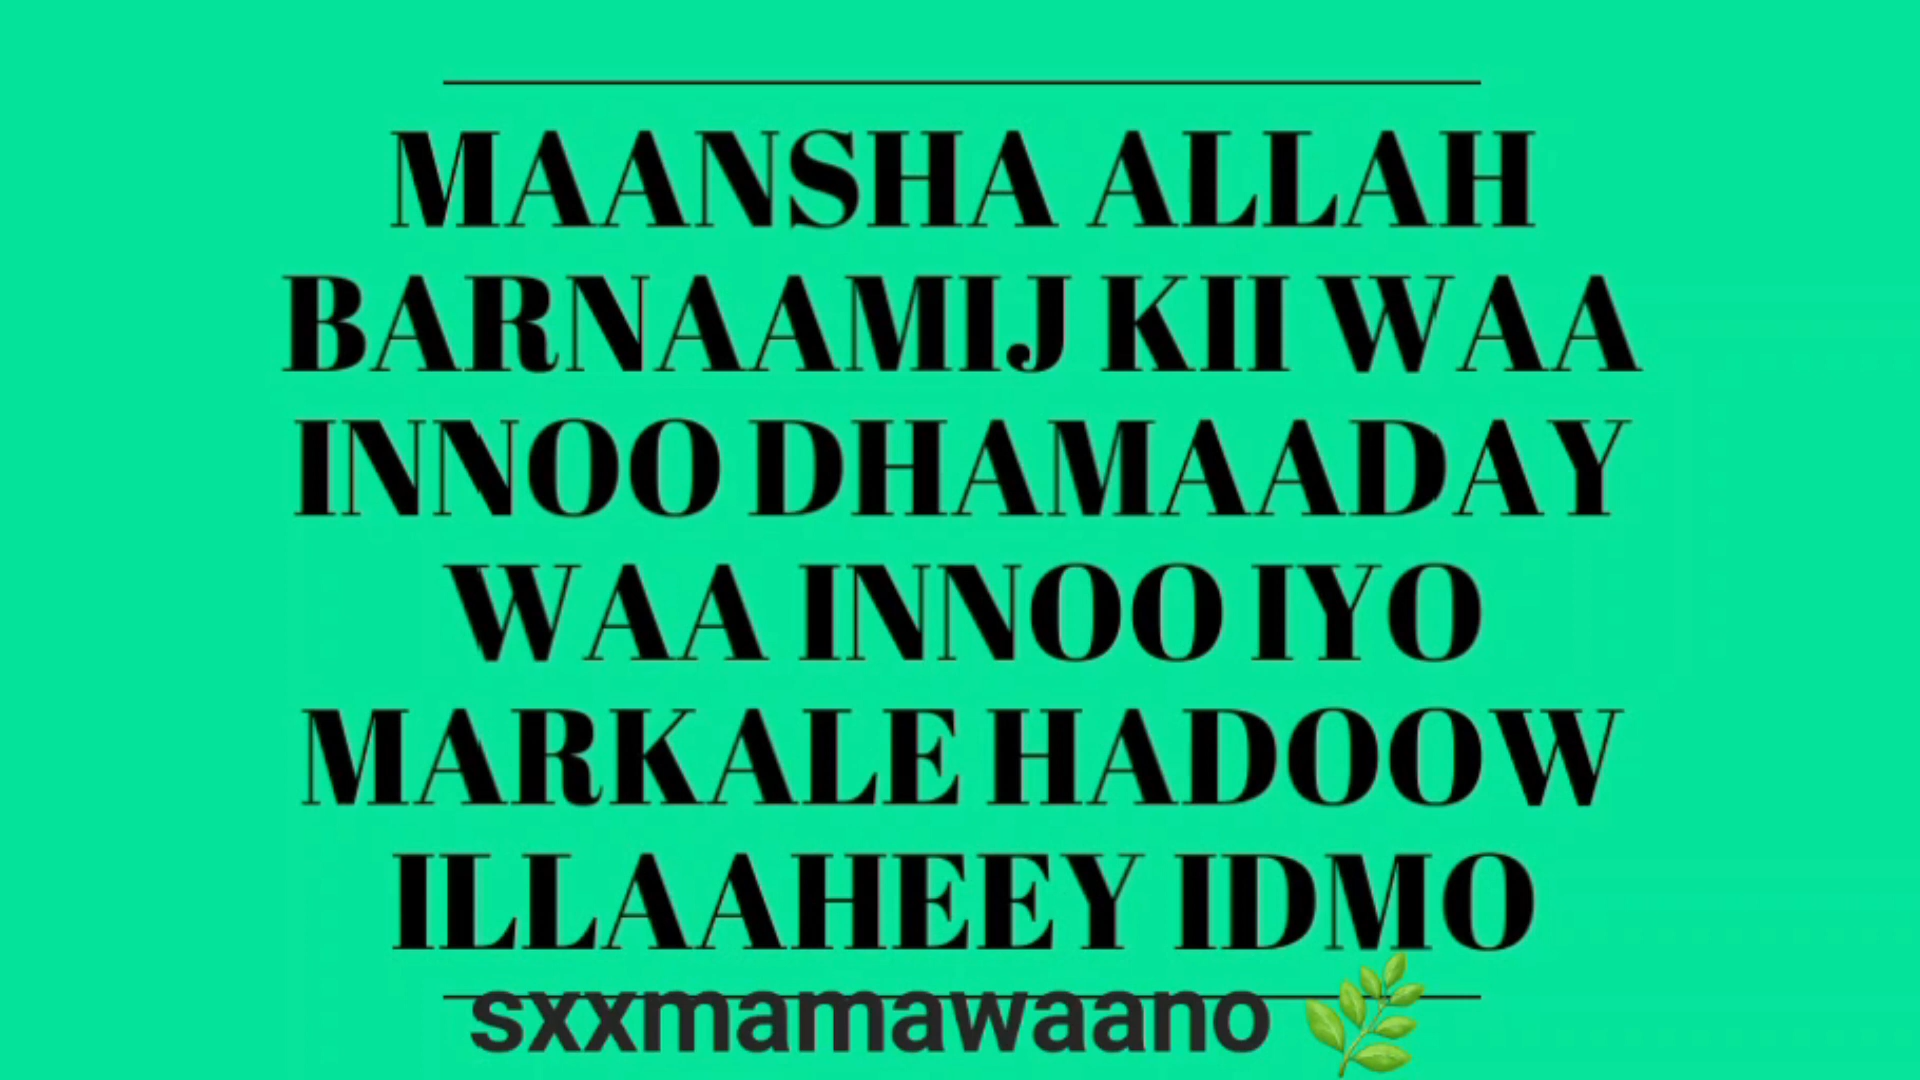 MAANSHA ALLAH
BARNAAMIJ KII WAA
INNOO DHAMAADAY
WAA INNOO IYO
MARKALE HADOOW
ILLAAHEEY IDMO
sxxmamawaano 🌿